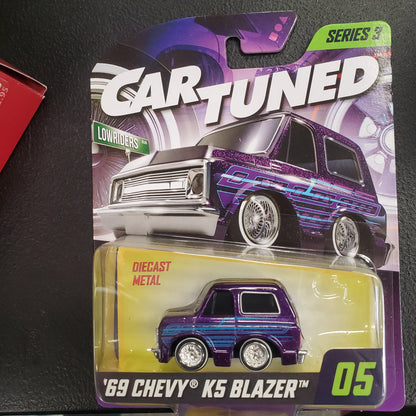 SERIES 3
CAR TUNED
LOWRIDERS
DIECAST
METAL
'69 CHEVY® K5 BLAZER™
05